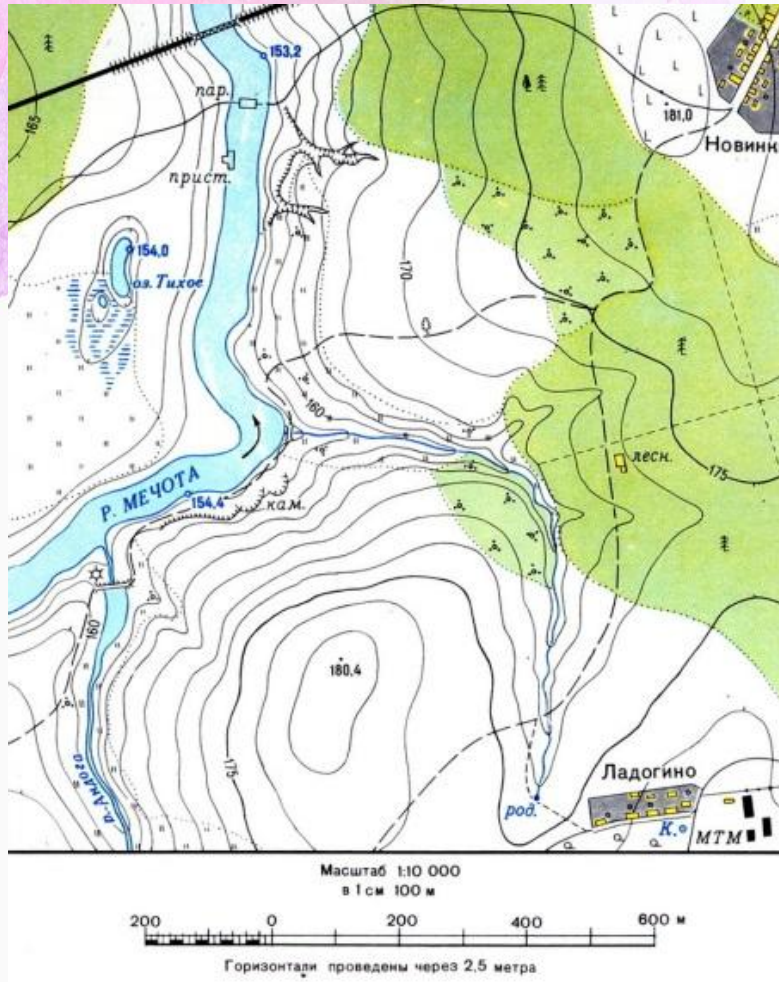 153,2
пар.
165
181,0
Новинк
прист.
154,0
оз. Тихое
170
160
лесн.
175
Р. МЕЧОТА
154,4
кам.
160
180,4
175
р. Андога
Ладогино
род.
К.
МТМ
Масштаб 1:10 000
в 1 см 100 м
200 0 200 400 600 м
Горизонтали проведены через 2,5 метра